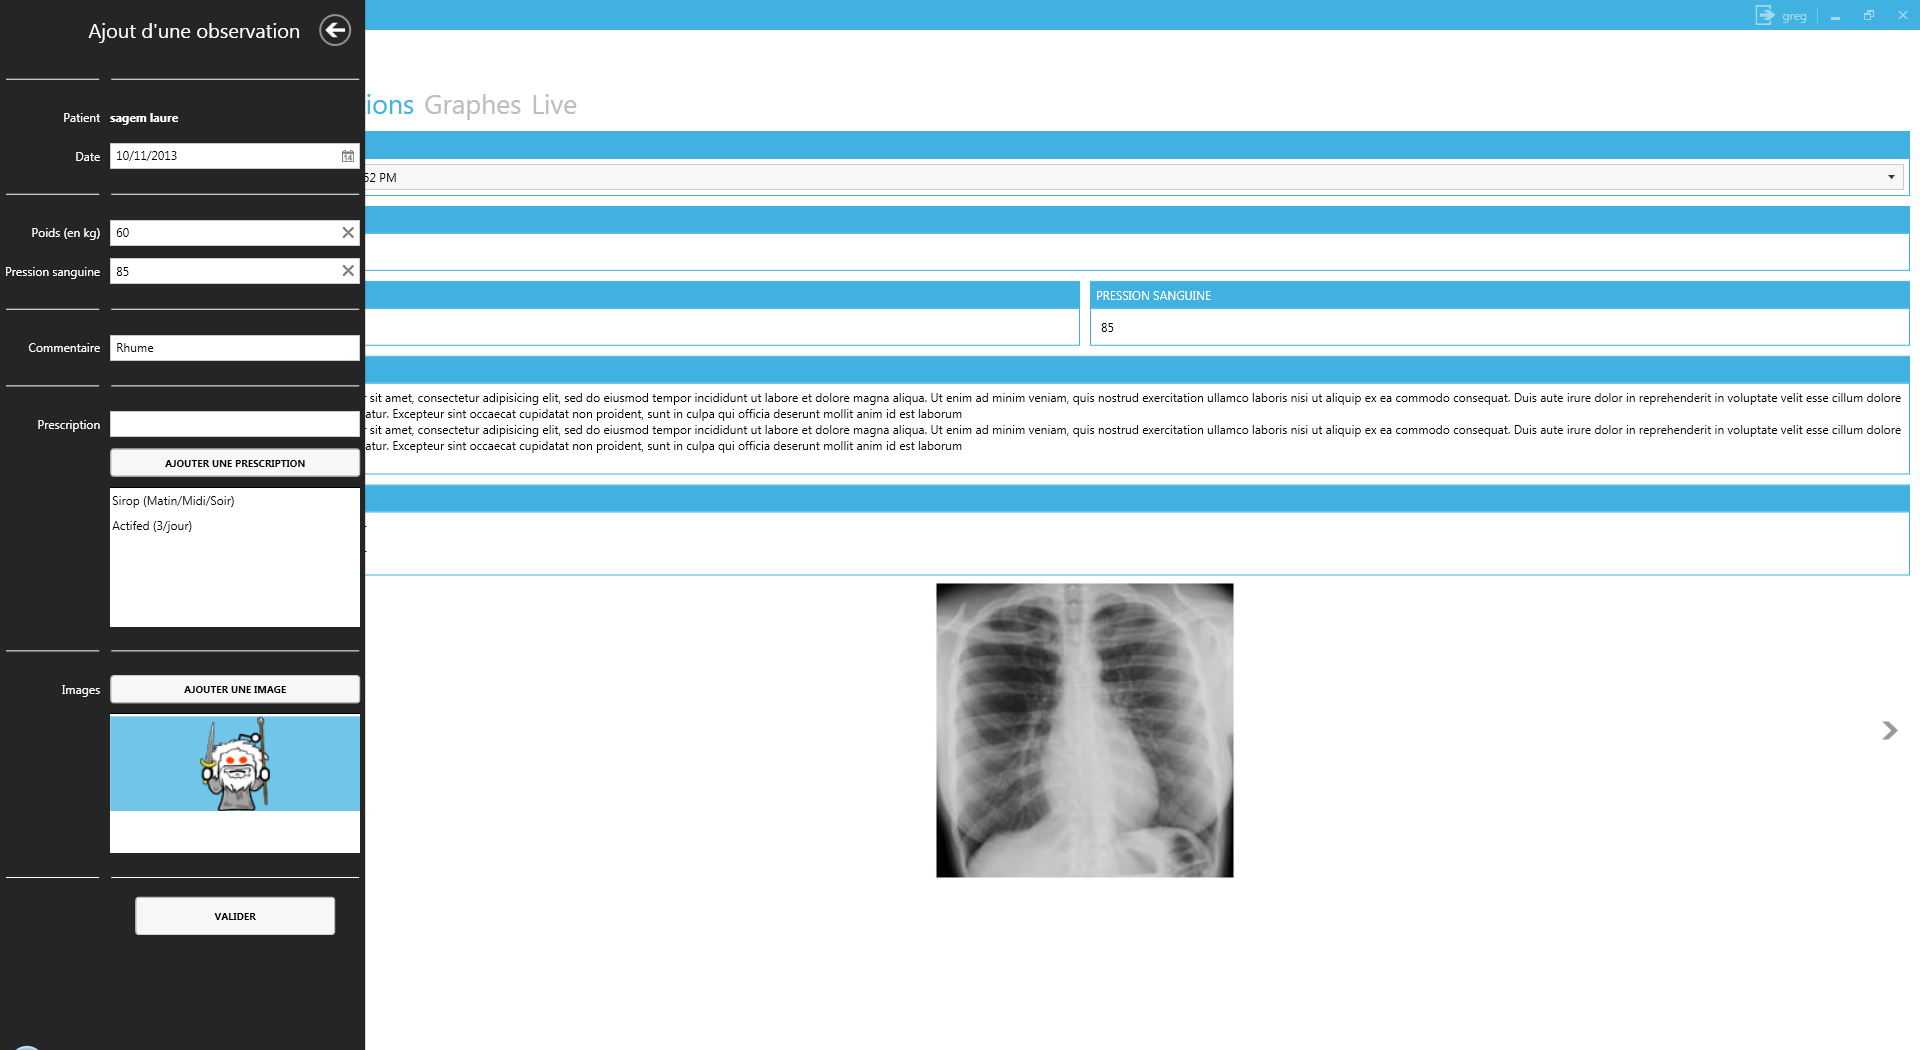 Ajout d'une observation
greg
ions Graphes Live
Patient sagem laure
Date 10/11/2013
14
52 PM
Poids (en kg) 60
Pression sanguine 85
PRESSION SANGUINE
85
Commentaire Rhume
Prescription
AJOUTER UNE PRESCRIPTION
Sirop (Matin/Midi/Soir)
Actifed (3/jour)
Images
AJOUTER UNE IMAGE
VALIDER
sit amet, consectetur adipisicing elit, sed do eiusmod tempor incididunt ut labore et dolore magna aliqua. Ut enim ad minim veniam, quis nostrud exercitation ullamco laboris nisi ut aliquip ex ea commodo consequat. Duis aute irure dolor in reprehenderit in voluptate velit esse cillum dolore
atur. Excepteur sint occaecat cupidatat non proident, sunt in culpa qui officia deserunt mollit anim id est laborum
sit amet, consectetur adipisicing elit, sed do eiusmod tempor incididunt ut labore et dolore magna aliqua. Ut enim ad minim veniam, quis nostrud exercitation ullamco laboris nisi ut aliquip ex ea commodo consequat. Duis aute irure dolor in reprehenderit in voluptate velit esse cillum dolore
atur. Excepteur sint occaecat cupidatat non proident, sunt in culpa qui officia deserunt mollit anim id est laborum